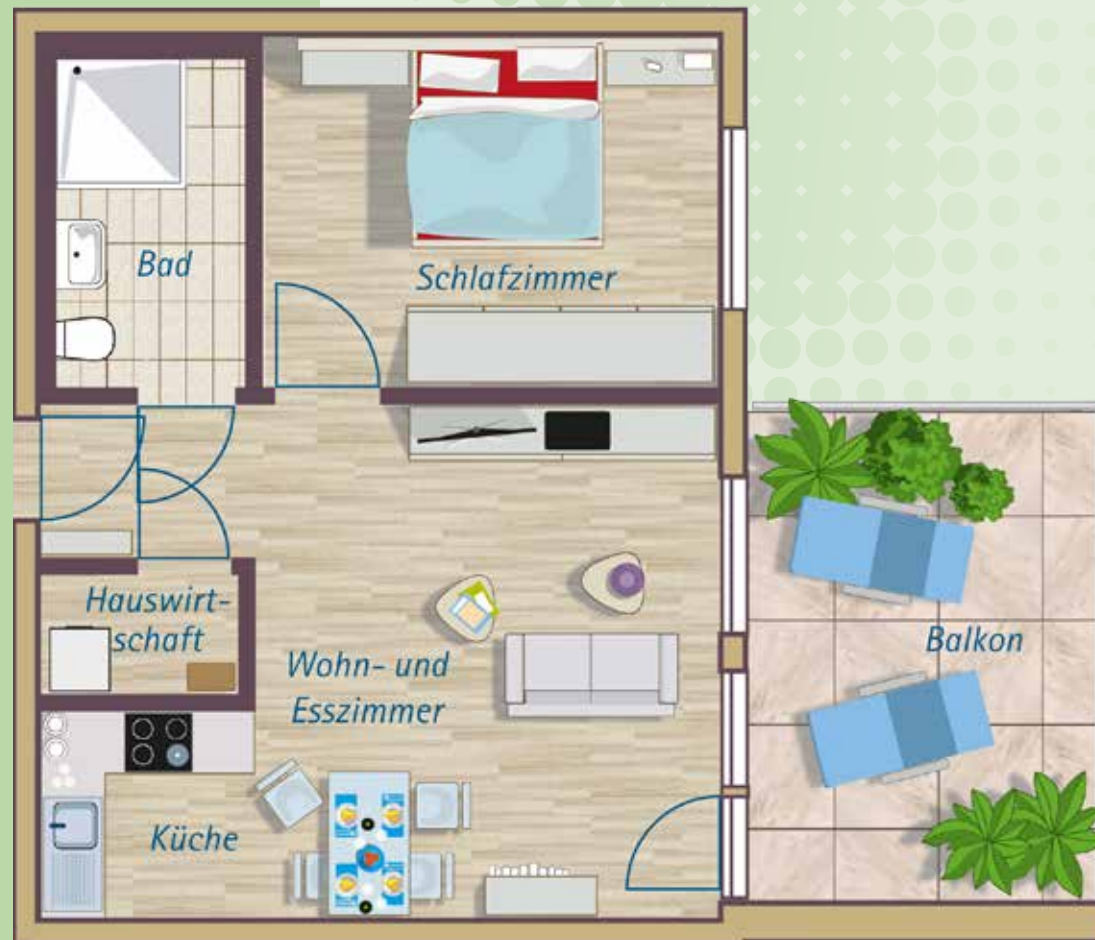 Bad
Schlafzimmer
Hauswirt-
schaft
Wohn- und
Esszimmer
Balkon
Küche